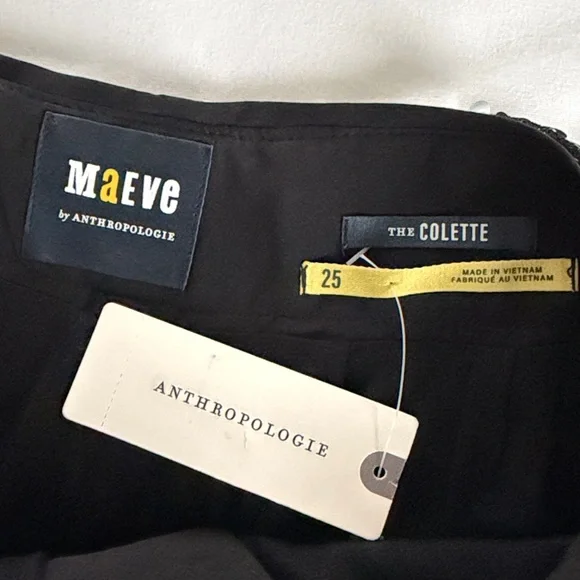 MaEVe
by ANTHROPOLOGIE
THE COLETTE
25
MADE IN VIETNAM
FABRIQUÉ AU VIETNAM
ANTHROPOLOGIE